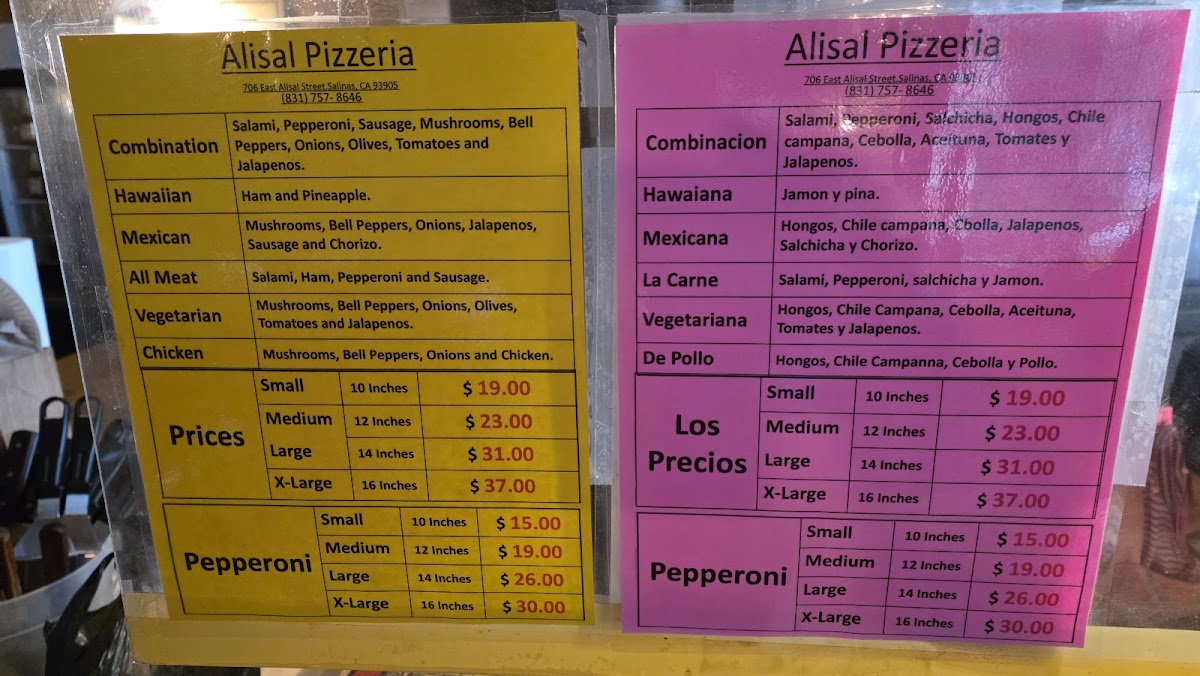 Alisal Pizzeria
706 East Alisal Street Salinas, CA 93905
(831) 757- 8646
Combination
Salami, Pepperoni, Sausage, Mushrooms, Bell
Peppers, Onions, Olives, Tomatoes and
Jalapenos.
Hawaiian
Ham and Pineapple.
Mexican
Mushrooms, Bell Peppers, Onions, Jalapenos,
Sausage and Chorizo.
All Meat
Salami, Ham, Pepperoni and Sausage.
Vegetarian
Mushrooms, Bell Peppers, Onions, Olives,
Tomatoes and Jalapenos.
Chicken
Mushrooms, Bell Peppers, Onions and Chicken.
Prices
Small 10 Inches $ 19.00
Medium 12 Inches $ 23.00
Large 14 Inches $ 31.00
X-Large 16 Inches $ 37.00
Pepperoni
Small 10 Inches $ 15.00
Medium 12 Inches $ 19.00
Large 14 Inches $ 26.00
X-Large 16 Inches $ 30.00
Alisal Pizzeria
706 East Alisal Street Salinas, CA
(831) 757- 8646
Combinacion
Salami, Pepperoni, Salchicha, Hongos, Chile
campana, Cebolla, Aceituna, Tomates y
Jalapenos.
Hawaiana
Jamon y pina.
Mexicana
Hongos, Chile campana, Cbolla, Jalapenos,
Salchicha y Chorizo.
La Carne
Salami, Pepperoni, salchicha y Jamon.
Vegetariana
Hongos, Chile Campana, Cebolla, Aceituna,
Tomates y Jalapenos.
De Pollo
Hongos, Chile Campanna, Cebolla y Pollo.
Los
Precios
Small 10 Inches $ 19.00
Medium 12 Inches $ 23.00
Large 14 Inches $ 31.00
X-Large 16 Inches $ 37.00
Pepperoni
Small 10 Inches $ 15.00
Medium 12 Inches $ 19.00
Large 14 Inches $ 26.00
X-Large 16 Inches $ 30.00